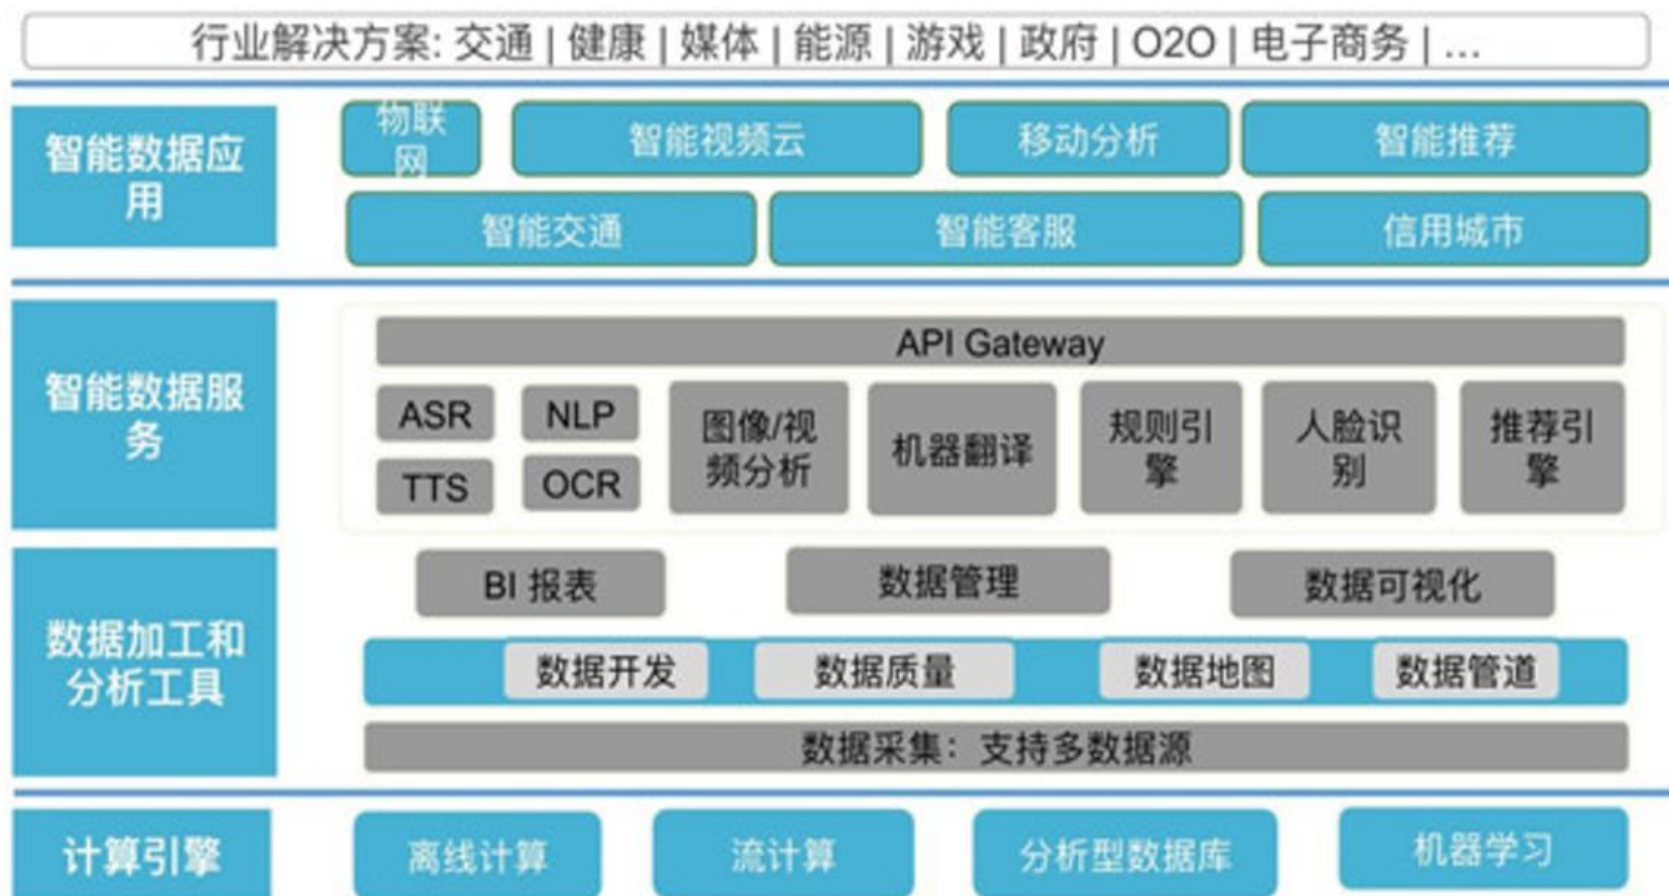 行业解决方案: 交通 | 健康 | 媒体 | 能源 | 游戏 | 政府 | O2O | 电子商务 | ...
智能数据应
用
物联
网
智能视频云
移动分析
智能推荐
智能交通
智能客服
信用城市
智能数据服
务
API Gateway
ASR
NLP
TTS
OCR
图像/视
频分析
机器翻译
规则引
擎
人脸识
别
推荐引
擎
数据加工和
分析工具
BI 报表
数据管理
数据可视化
数据开发
数据质量
数据地图
数据管道
数据采集：支持多数据源
计算引擎
离线计算
流计算
分析型数据库
机器学习